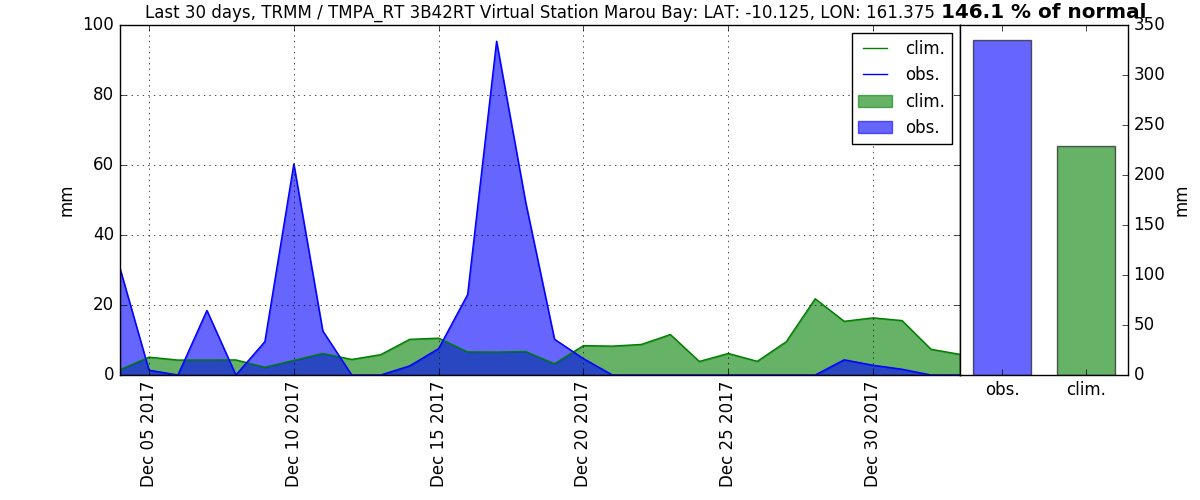 Last 30 days, TRMM / TMPA_RT 3B42RT Virtual Station Marou Bay: LAT: -10.125, LON: 161.375 146.1 % of normal
100
80
60
40
20
0
mm
clim.
obs.
clim.
obs.
Dec 05 2017
Dec 10 2017
Dec 15 2017
Dec 20 2017
Dec 25 2017
Dec 30 2017
350
300
250
200
150
100
50
0
mm
obs. clim.